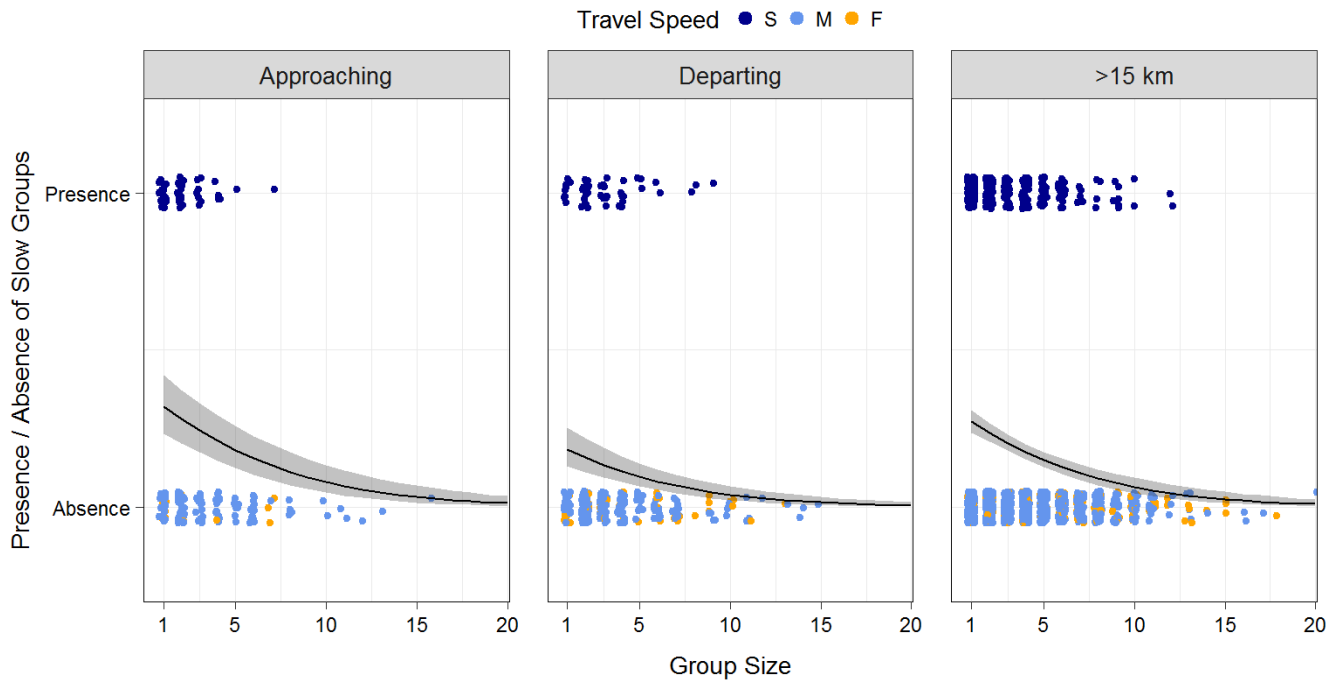 Travel Speed S M F
Approaching Departing >15 km
Presence / Absence of Slow Groups
Presence
Absence
1 5 10 15 20 1 5 10 15 20 1 5 10 15 20
Group Size